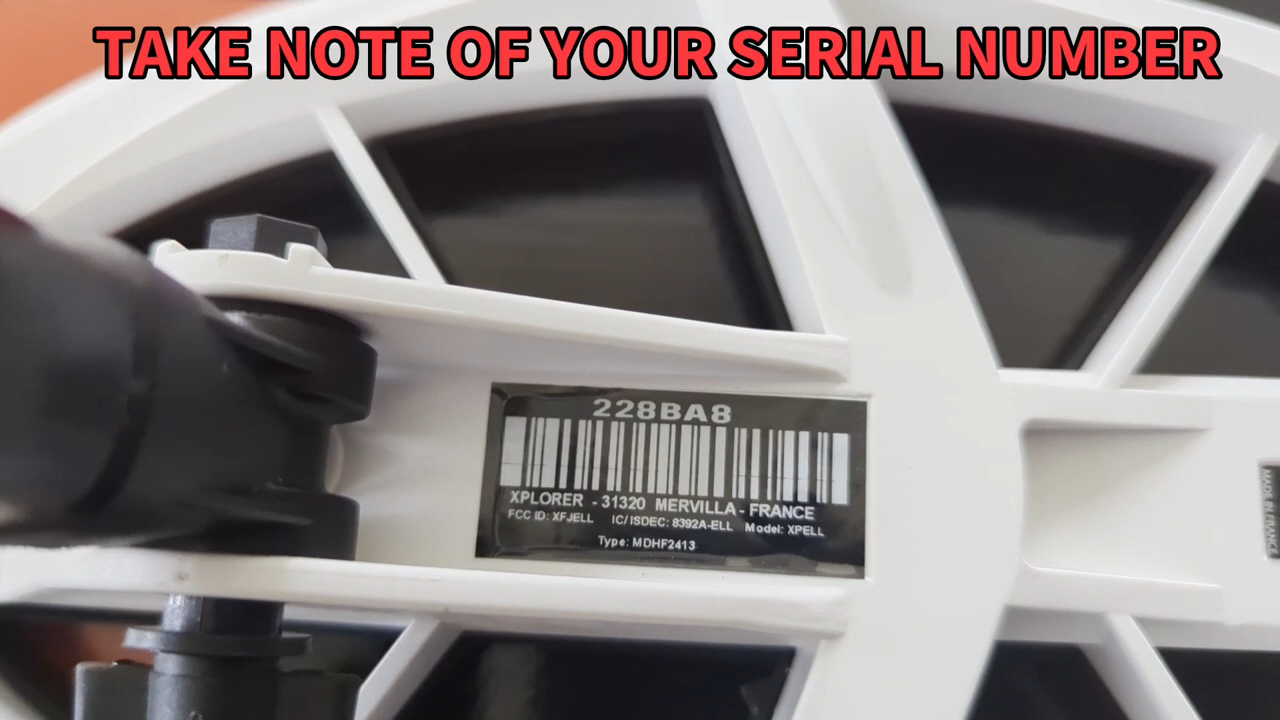 TAKE NOTE OF YOUR SERIAL NUMBER
228BA8
XPLORER - 31320 MERVILLA - FRANCE
FCC ID: XFJELL IC/ISDEC: 8392A-ELL Model: XPELL
Type: MDHF2413
MADE IN FRANCE